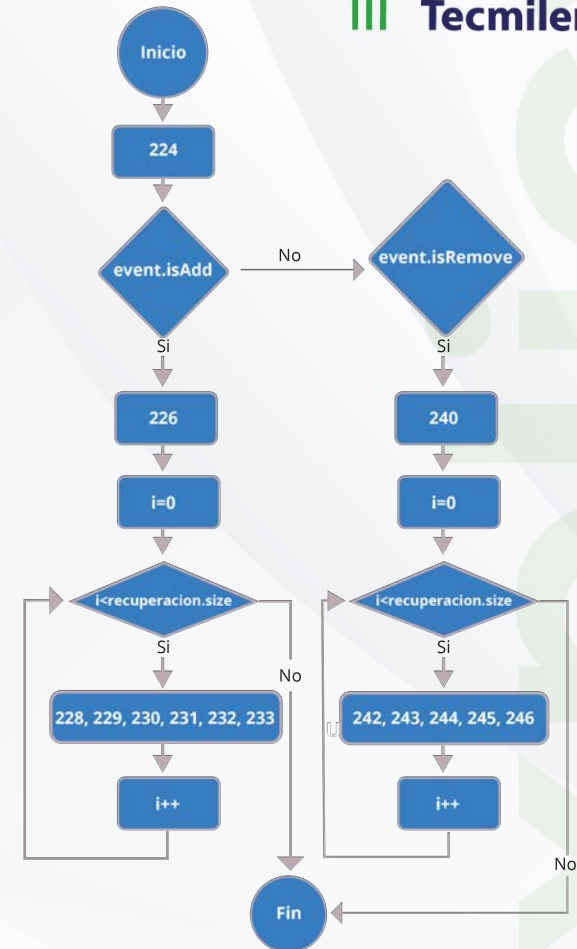 Tecmile
Inicio
224
event.isAdd
No
event.isRemove
Si
Si
226
240
i=0
i=0
i<recuperacion.size
i<recuperacion.size
Si
Si
No
228, 229, 230, 231, 232, 233
242, 243, 244, 245, 246
i++
i++
No
Fin